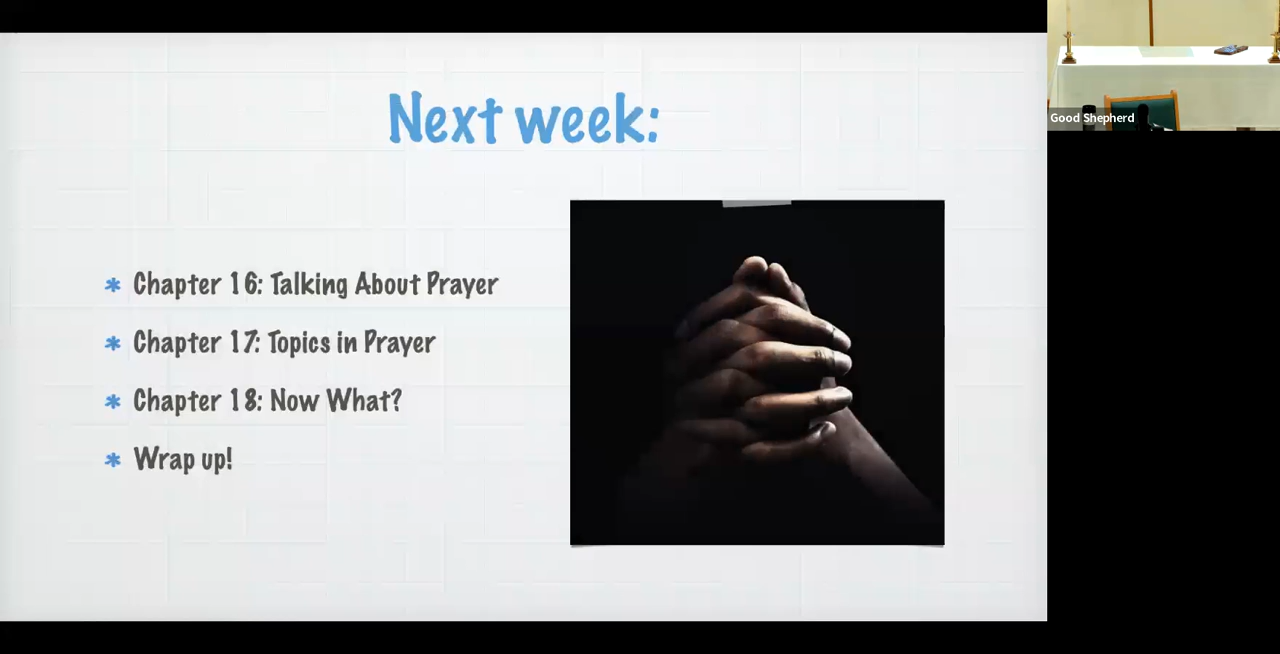 Next week:
Chapter 16: Talking About Prayer
Chapter 17: Topics in Prayer
Chapter 18: Now What?
Wrap up!
Good Shepherd